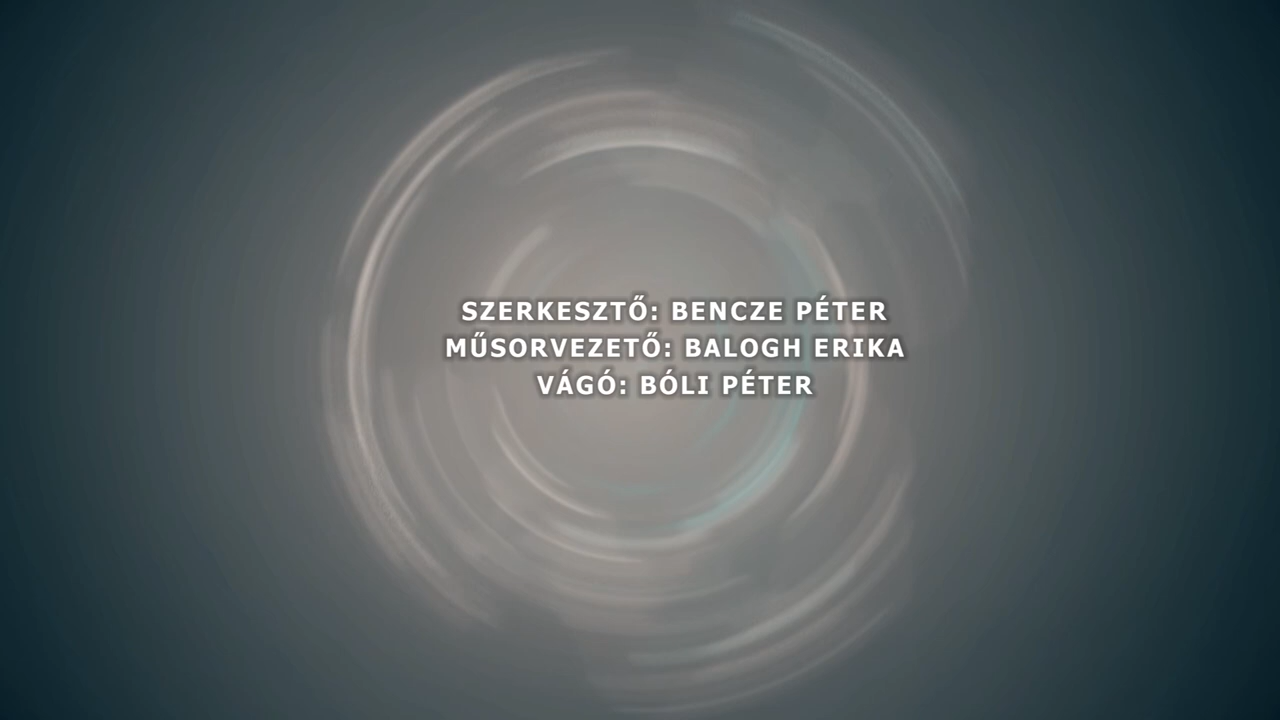 SZERKESZTŐ: BENCZE PÉTER
MŰSORVEZETŐ: BALOGH ERIKA
VÁGÓ: BÓLI PÉTER